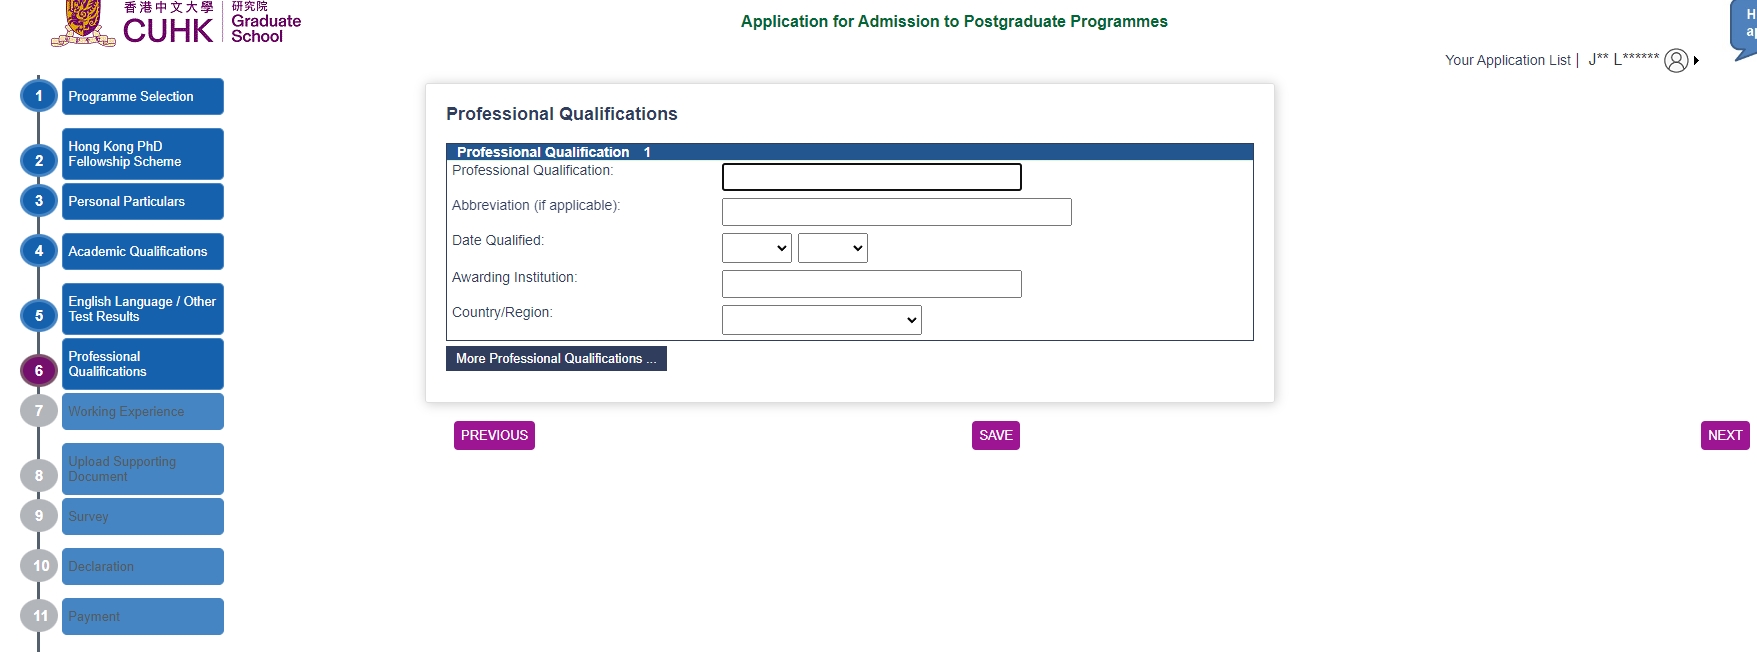 香港中文大學
CUHK
研究院
Graduate
School
Application for Admission to Postgraduate Programmes
Your Application List | J** L******
1 Programme Selection
2 Hong Kong PhD
Fellowship Scheme
3 Personal Particulars
4 Academic Qualifications
5 English Language / Other
Test Results
6 Professional
Qualifications
7 Working Experience
8 Upload Supporting
Document
9 Survey
10 Declaration
11 Payment
Professional Qualifications
Professional Qualification 1
Professional Qualification:
Abbreviation (if applicable):
Date Qualified:
Awarding Institution:
Country/Region:
More Professional Qualifications ...
PREVIOUS
SAVE
NEXT